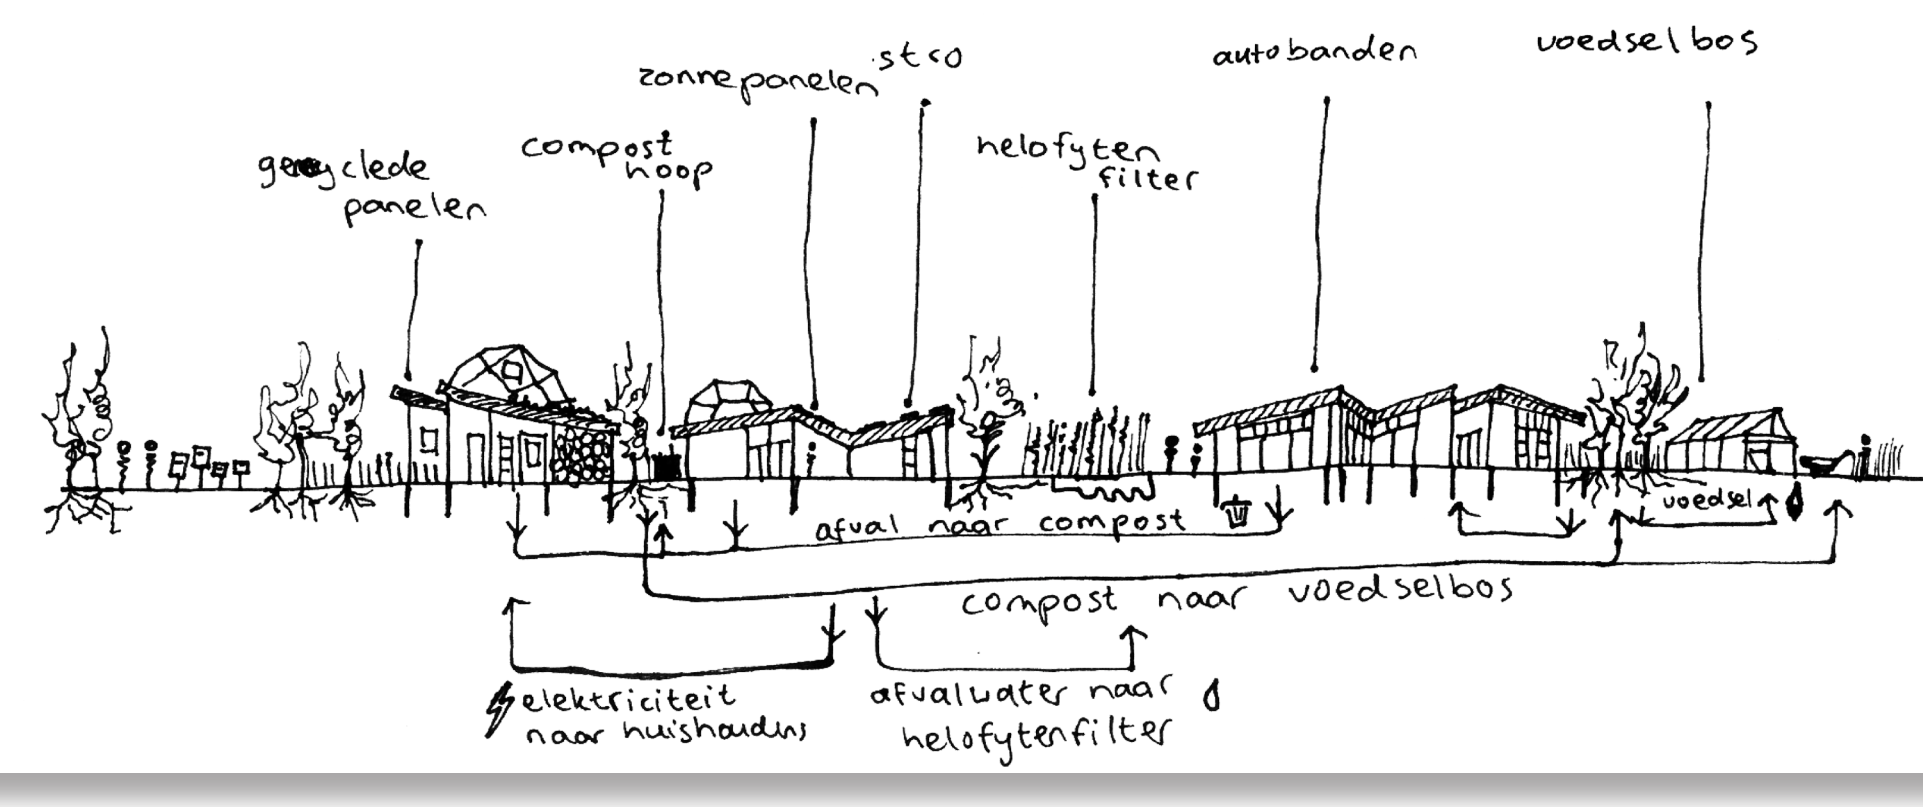 voedselbos
autobanden
stro
zonnepanelen
compost
hoop
helofyten
filter
gerecyclede
panelen
voedsel
afval naar compost
compost naar voedselbos
elektriciteit
naar huishoudens
afvalwater naar
helofytenfilter